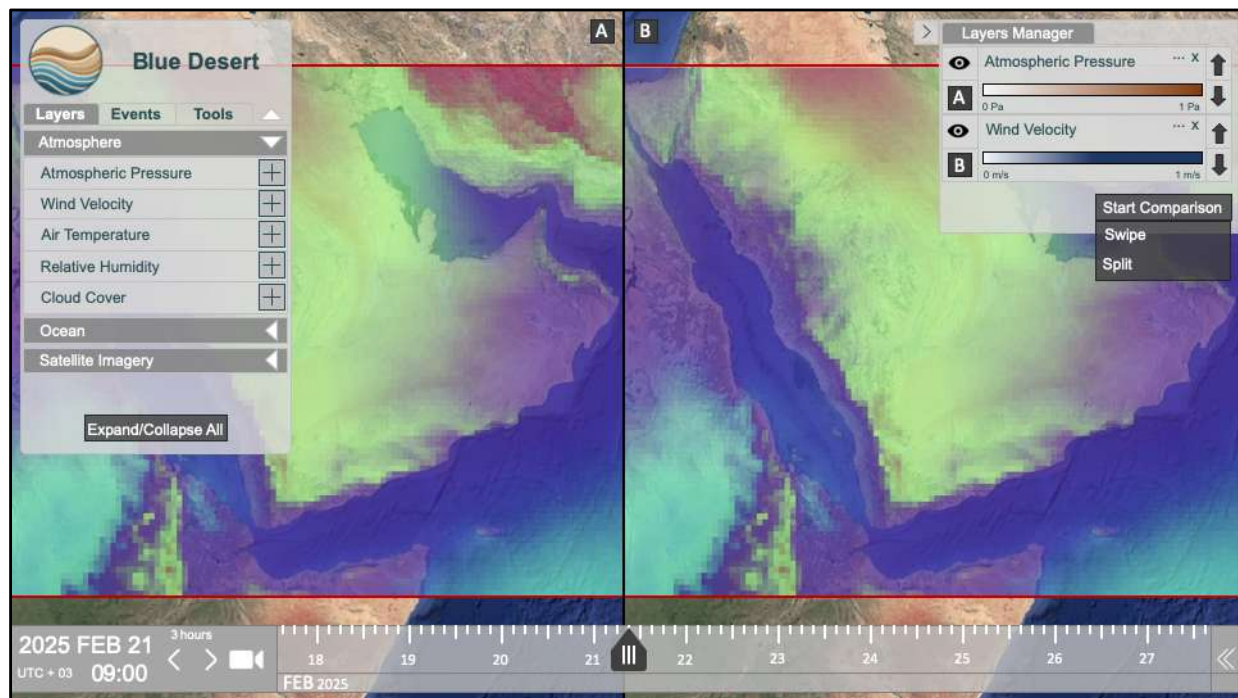 Blue Desert
Layers Events Tools
Atmosphere
Atmospheric Pressure
Wind Velocity
Air Temperature
Relative Humidity
Cloud Cover
Ocean
Satellite Imagery
Expand/Collapse All
A
B
Layers Manager
Atmospheric Pressure ... X
A
0 Pa 1 Pa
Wind Velocity ... X
B
0 m/s 1 m/s
Start Comparison
Swipe
Split
2025 FEB 21
UTC + 03 09:00
3 hours
18 19 20 21 22 23 24 25 26 27
FEB 2025